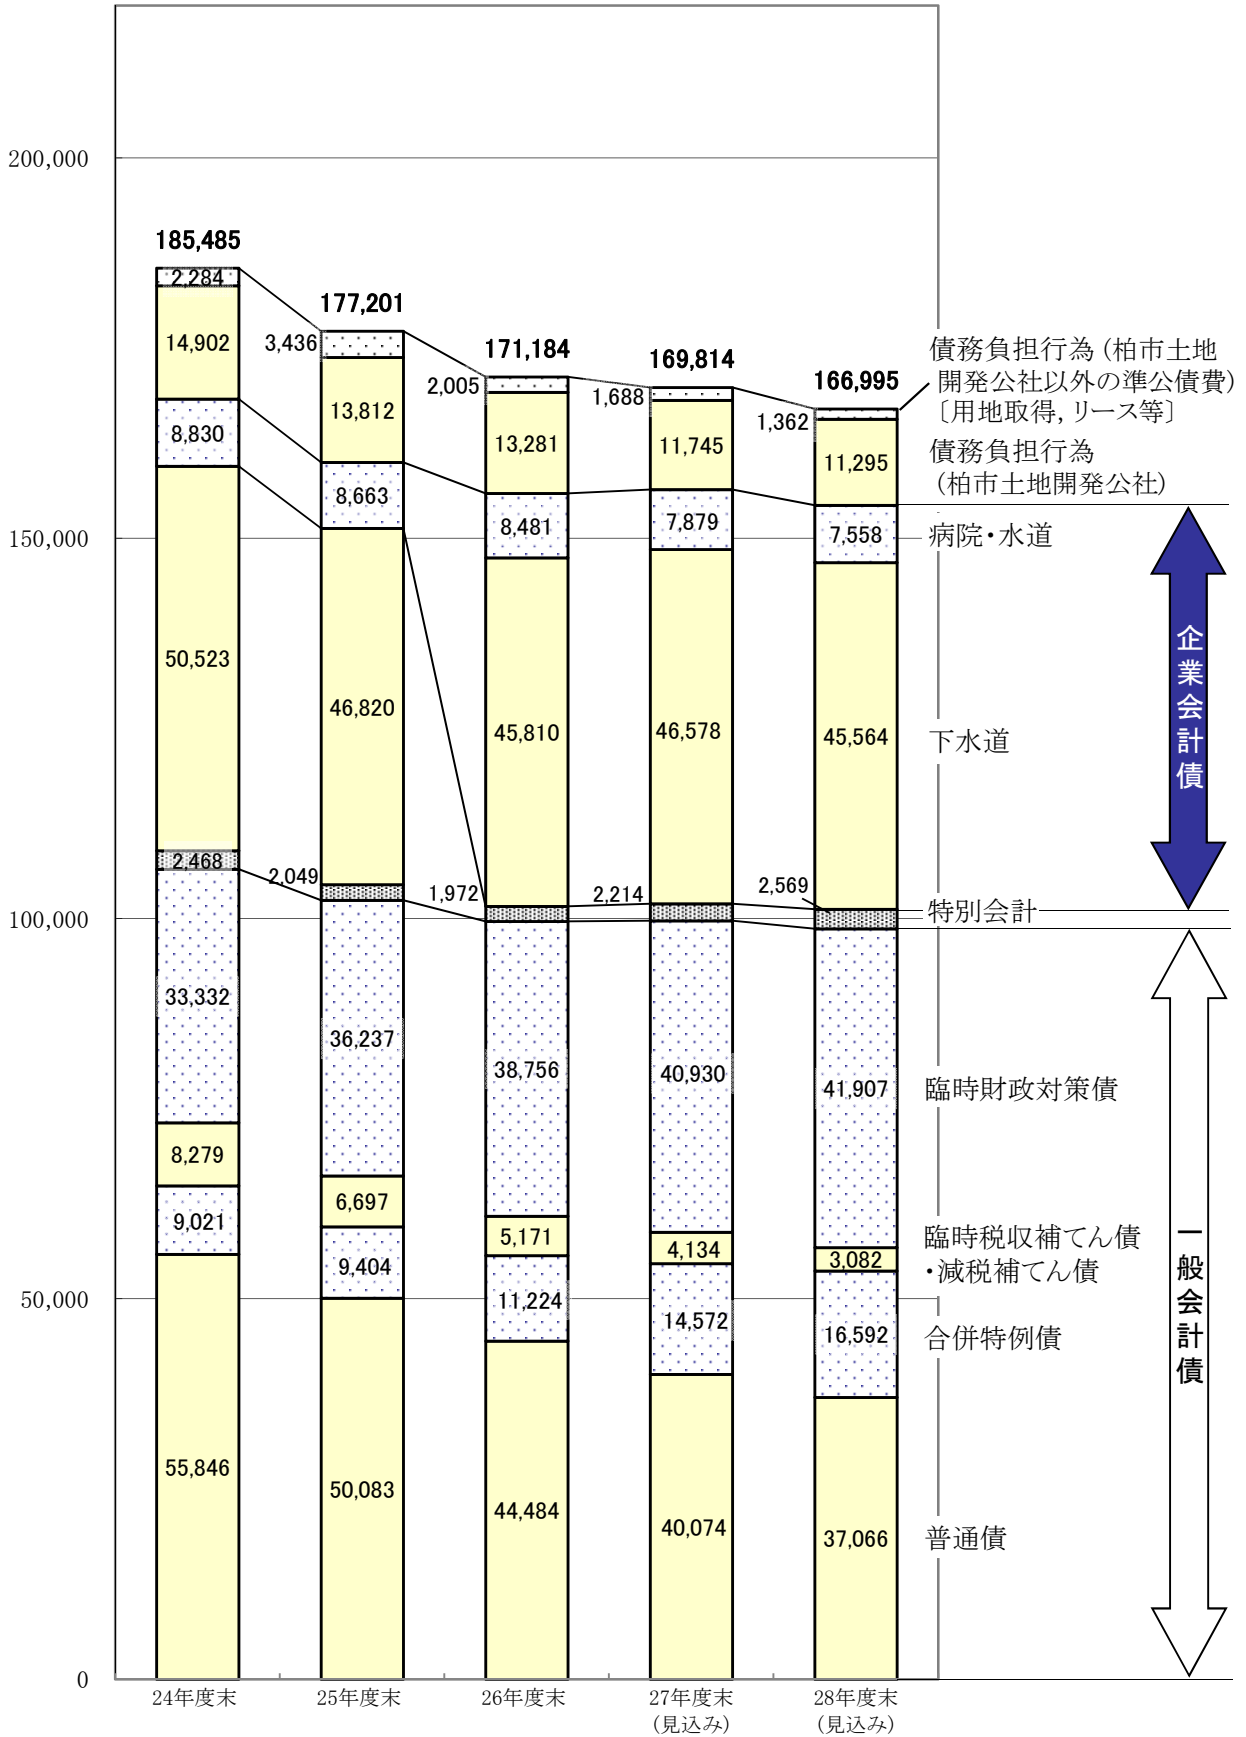 200,000
150,000
100,000
50,000
0
185,485
2,284
14,902
8,830
50,523
2,468
33,332
8,279
9,021
55,846
24年度末
177,201
3,436
13,812
8,663
46,820
2,049
36,237
6,697
9,404
50,083
25年度末
171,184
2,005
13,281
8,481
45,810
1,972
38,756
5,171
11,224
44,484
26年度末
169,814
1,688
11,745
7,879
46,578
2,214
40,930
4,134
14,572
40,074
27年度末
(見込み)
166,995
1,362
11,295
7,558
45,564
2,569
41,907
3,082
16,592
37,066
28年度末
(見込み)
債務負担行為(柏市土地
開発公社以外の準公債費)
〔用地取得,リース等〕
債務負担行為
(柏市土地開発公社)
病院・水道
下水道
特別会計
臨時財政対策債
臨時税収補てん債
・減税補てん債
合併特例債
普通債
企業会計債
一般会計債